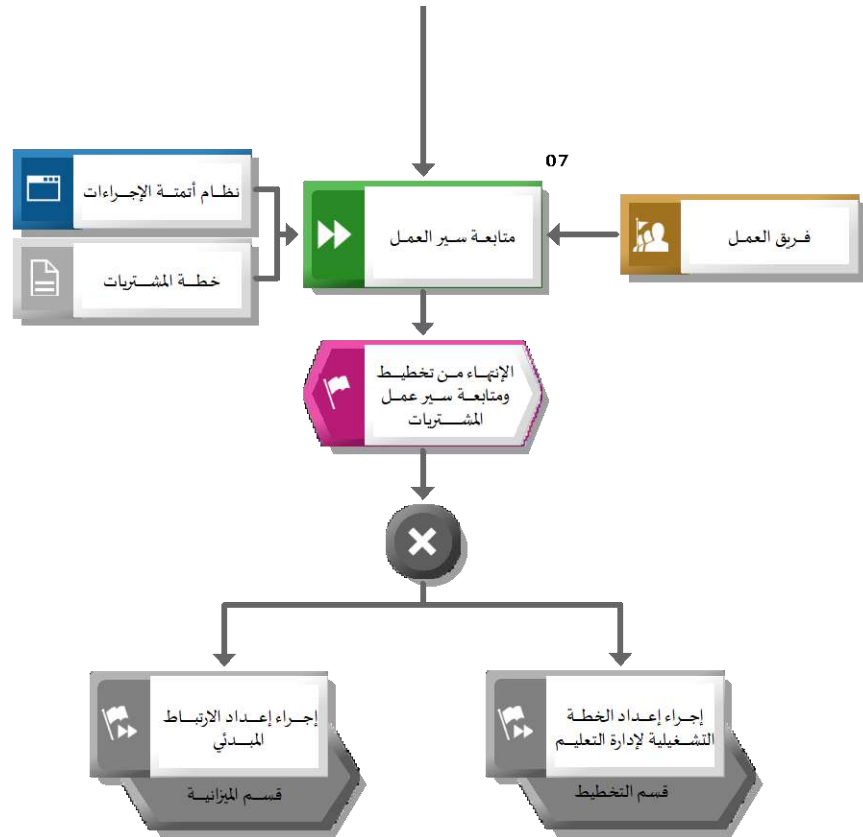 07
نظام أتمتة الإجراءات
متابعة سير العمل
فريق العمل
خطة المشتريات
الإنتهاء من تخطيط
ومتابعة سير عمل
المشتريات
إجراء إعداد الخطة
التشغيلية لإدارة التعليم
قسم التخطيط
إجراء إعداد الارتباط
المبدئي
قسم الميزانية